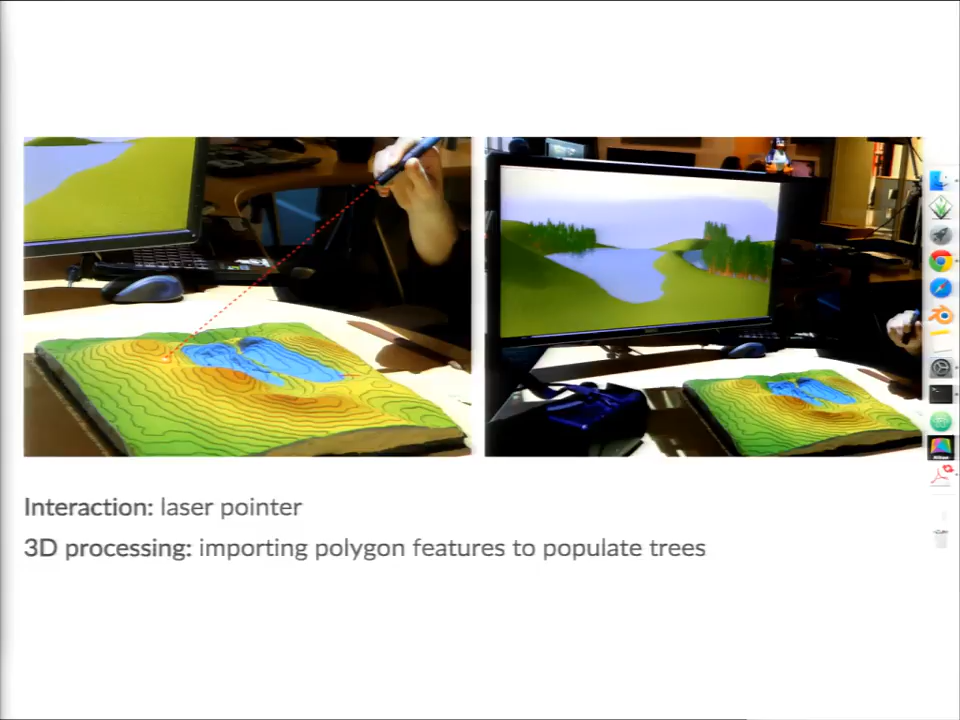 Interaction: laser pointer
3D processing: importing polygon features to populate trees